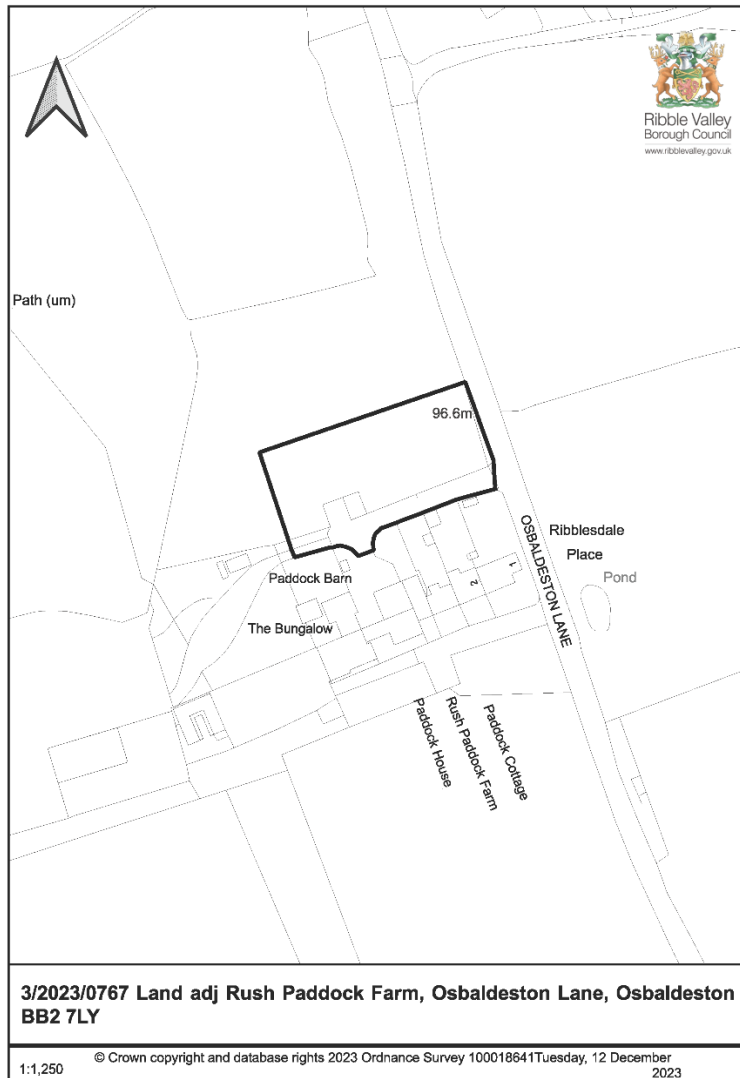 Ribble Valley
Borough Council
www.ribblevalley.gov.uk
Path (um)
96.6m
OSBALDESTON LANE
Ribblesdale
Place
Pond
1
2
Paddock Barn
The Bungalow
Paddock House
Rush Paddock Farm
Paddock Cottage
3/2023/0767 Land adj Rush Paddock Farm, Osbaldeston Lane, Osbaldeston
BB2 7LY
1:1,250
© Crown copyright and database rights 2023 Ordnance Survey 100018641Tuesday, 12 December
2023